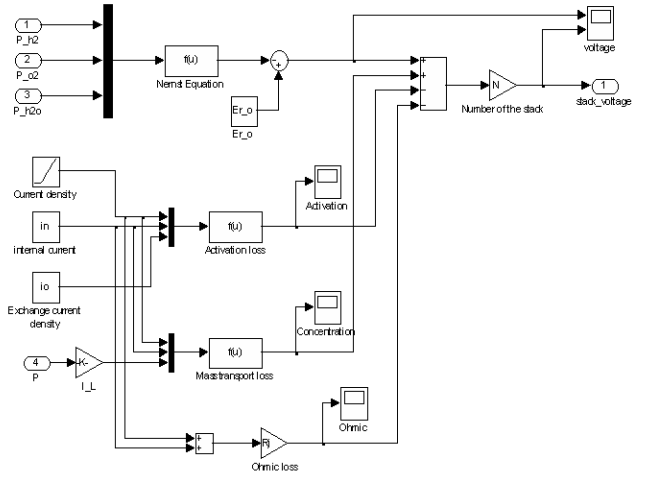 1
P_h2
2
P_o2
3
P_h2o
f(u)
Nernst Equation
-
+
Er_o
Er_o
+
+
-
-
N
Number of the stack
voltage
1
stack_voltage
Current density
in
internal current
io
Exchange current
density
f(u)
Activation loss
Activation
4
P
-K-
I_L
f(u)
Mass transport loss
Concentration
+
+
Ri
Ohmic loss
Ohmic